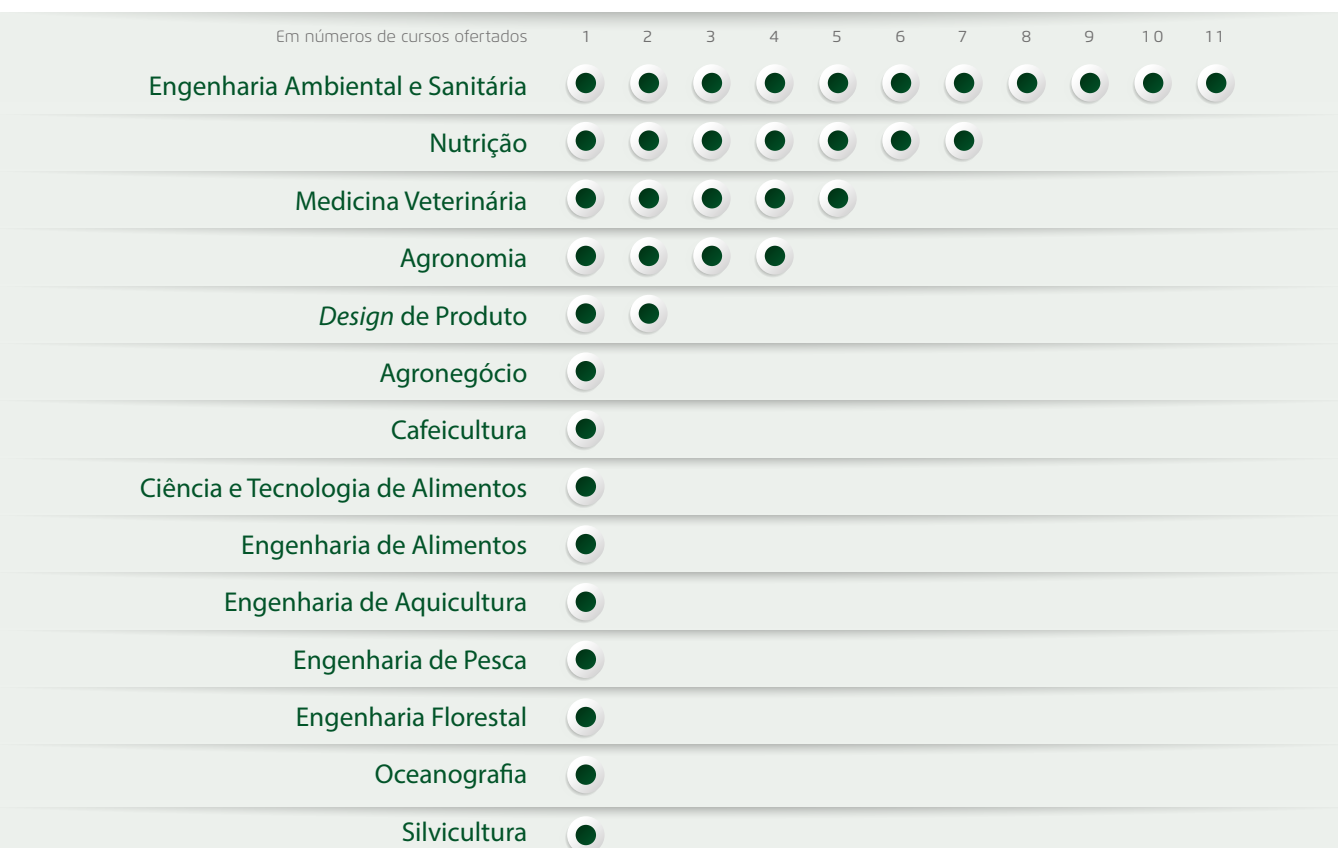 Em números de cursos ofertados 1 2 3 4 5 6 7 8 9 10 11
Engenharia Ambiental e Sanitária
Nutrição
Medicina Veterinária
Agronomia
Design de Produto
Agronegócio
Cafeicultura
Ciência e Tecnologia de Alimentos
Engenharia de Alimentos
Engenharia de Aquicultura
Engenharia de Pesca
Engenharia Florestal
Oceanografia
Silvicultura